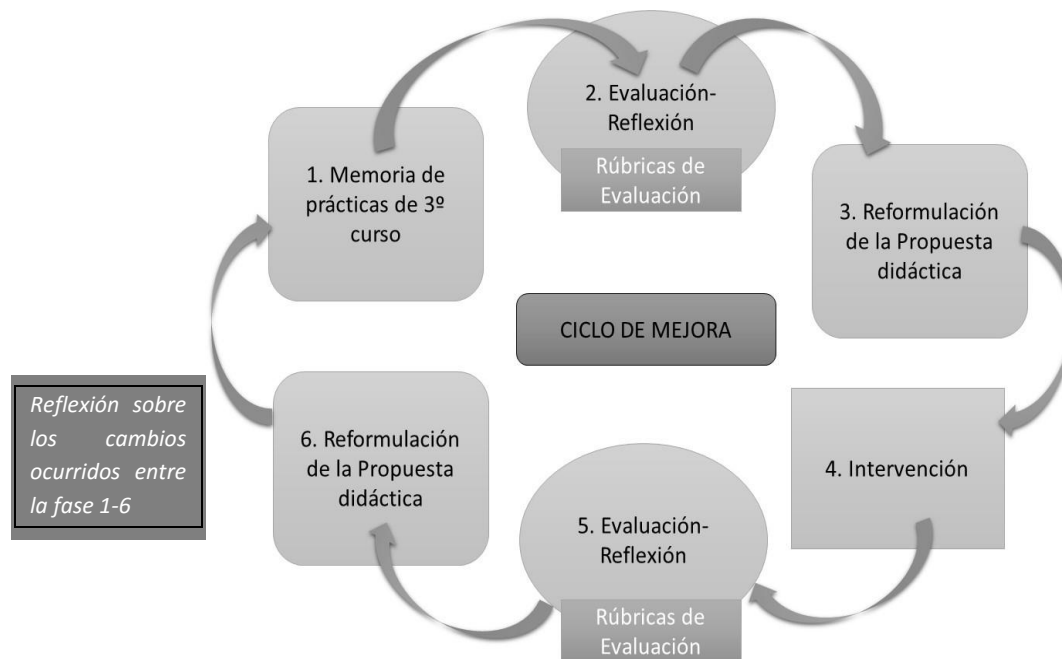 1. Memoria de
prácticas de 3º
curso
2. Evaluación-
Reflexión
Rúbricas de
Evaluación
3. Reformulación
de la Propuesta
didáctica
CICLO DE MEJORA
4. Intervención
5. Evaluación-
Reflexión
Rúbricas de
Evaluación
6. Reformulación
de la Propuesta
didáctica
Reflexión sobre
los cambios
ocurridos entre
la fase 1-6